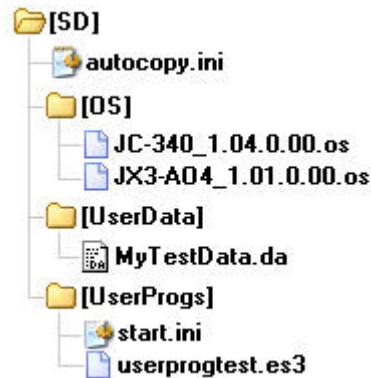 [SD]
autocopy.ini
[OS]
JC-340_1.04.0.00.os
JX3-AO4_1.01.0.00.os
[UserData]
MyTestData.da
[UserProgs]
start.ini
userprogtest.es3